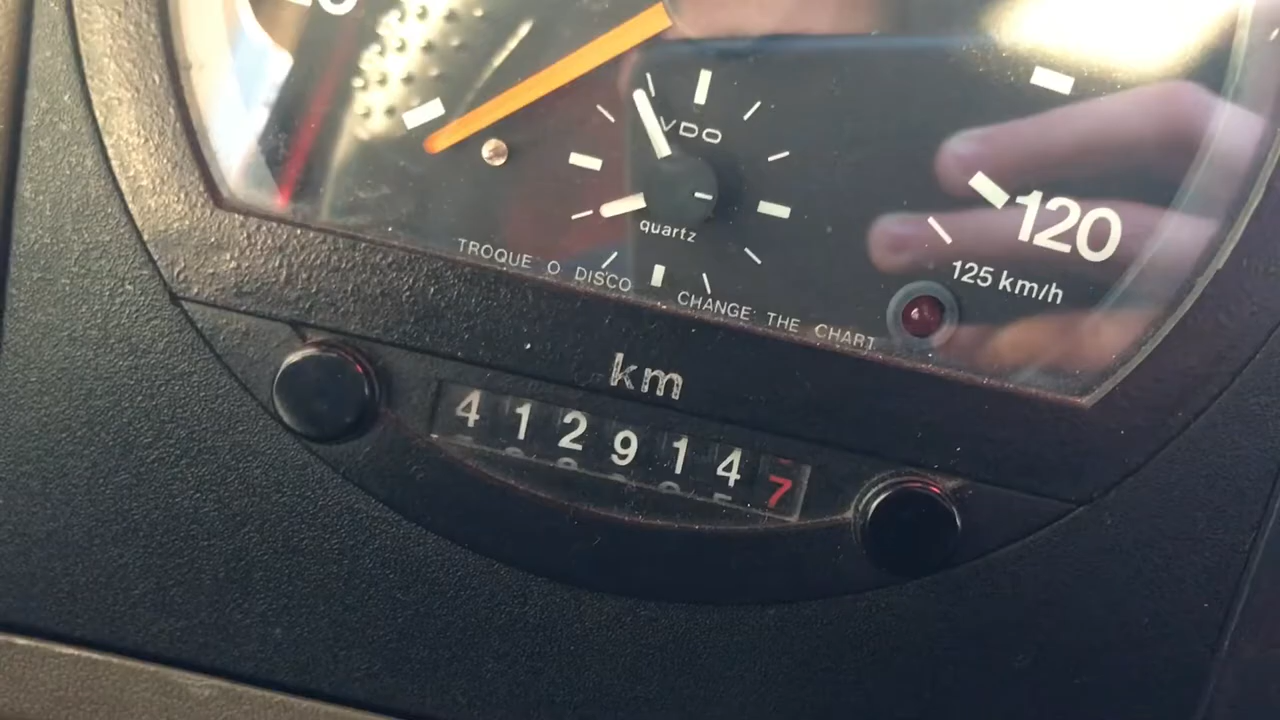 VDO
quartz
120
125 km/h
TROQUE O DISCO CHANGE THE CHART
km
4129147